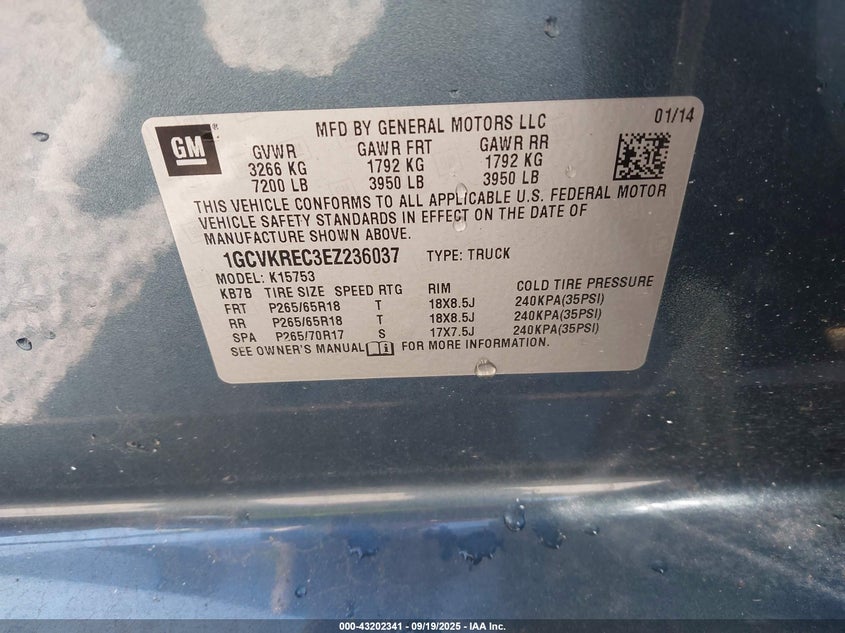 MFD BY GENERAL MOTORS LLC 01/14
GM®
GVWR GAWR FRT GAWR RR
3266 KG 1792 KG 1792 KG
7200 LB 3950 LB 3950 LB
THIS VEHICLE CONFORMS TO ALL APPLICABLE U.S. FEDERAL MOTOR
VEHICLE SAFETY STANDARDS IN EFFECT ON THE DATE OF
MANUFACTURE SHOWN ABOVE.
1GCVKREC3EZ236037 TYPE: TRUCK
MODEL: K15753
KB7B TIRE SIZE SPEED RTG RIM COLD TIRE PRESSURE
FRT P265/65R18 T 18X8.5J 240KPA(35PSI)
RR P265/65R18 T 18X8.5J 240KPA(35PSI)
SPA P265/70R17 S 17X7.5J 240KPA(35PSI)
SEE OWNER'S MANUAL FOR MORE INFORMATION.
000-43202341 - 09/19/2025 - IAA Inc.